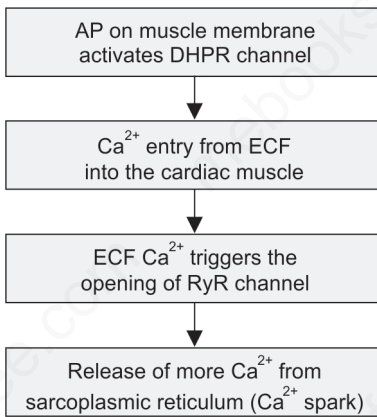 AP on muscle membrane
activates DHPR channel
Ca²⁺ entry from ECF
into the cardiac muscle
ECF Ca²⁺ triggers the
opening of RyR channel
Release of more Ca²⁺ from
sarcoplasmic reticulum (Ca²⁺ spark)